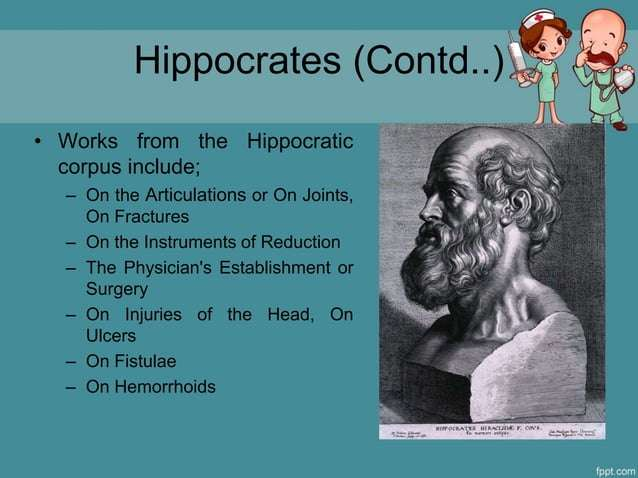 Hippocrates (Contd..)
• Works from the Hippocratic
corpus include;
– On the Articulations or On Joints,
On Fractures
– On the Instruments of Reduction
– The Physician's Establishment or
Surgery
– On Injuries of the Head, On
Ulcers
– On Fistulae
– On Hemorrhoids
HIPPOCRATES HERACLIDÆ F. COVS.
fppt.com